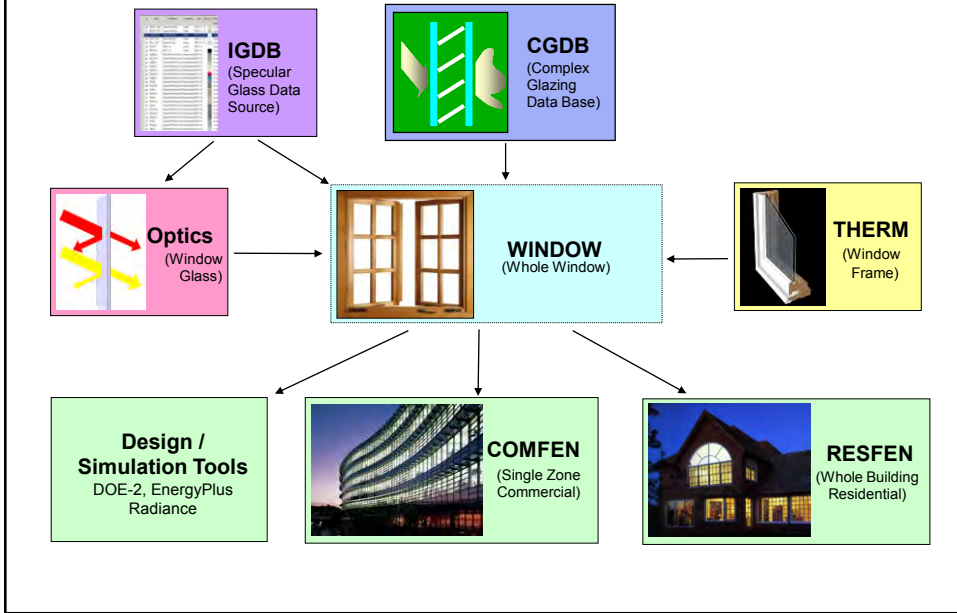 IGDB
(Specular
Glass Data
Source)
CGDB
(Complex
Glazing
Data Base)
Optics
(Window
Glass)
WINDOW
(Whole Window)
THERM
(Window
Frame)
Design /
Simulation Tools
DOE-2, EnergyPlus
Radiance
COMFEN
(Single Zone
Commercial)
RESFEN
(Whole Building
Residential)